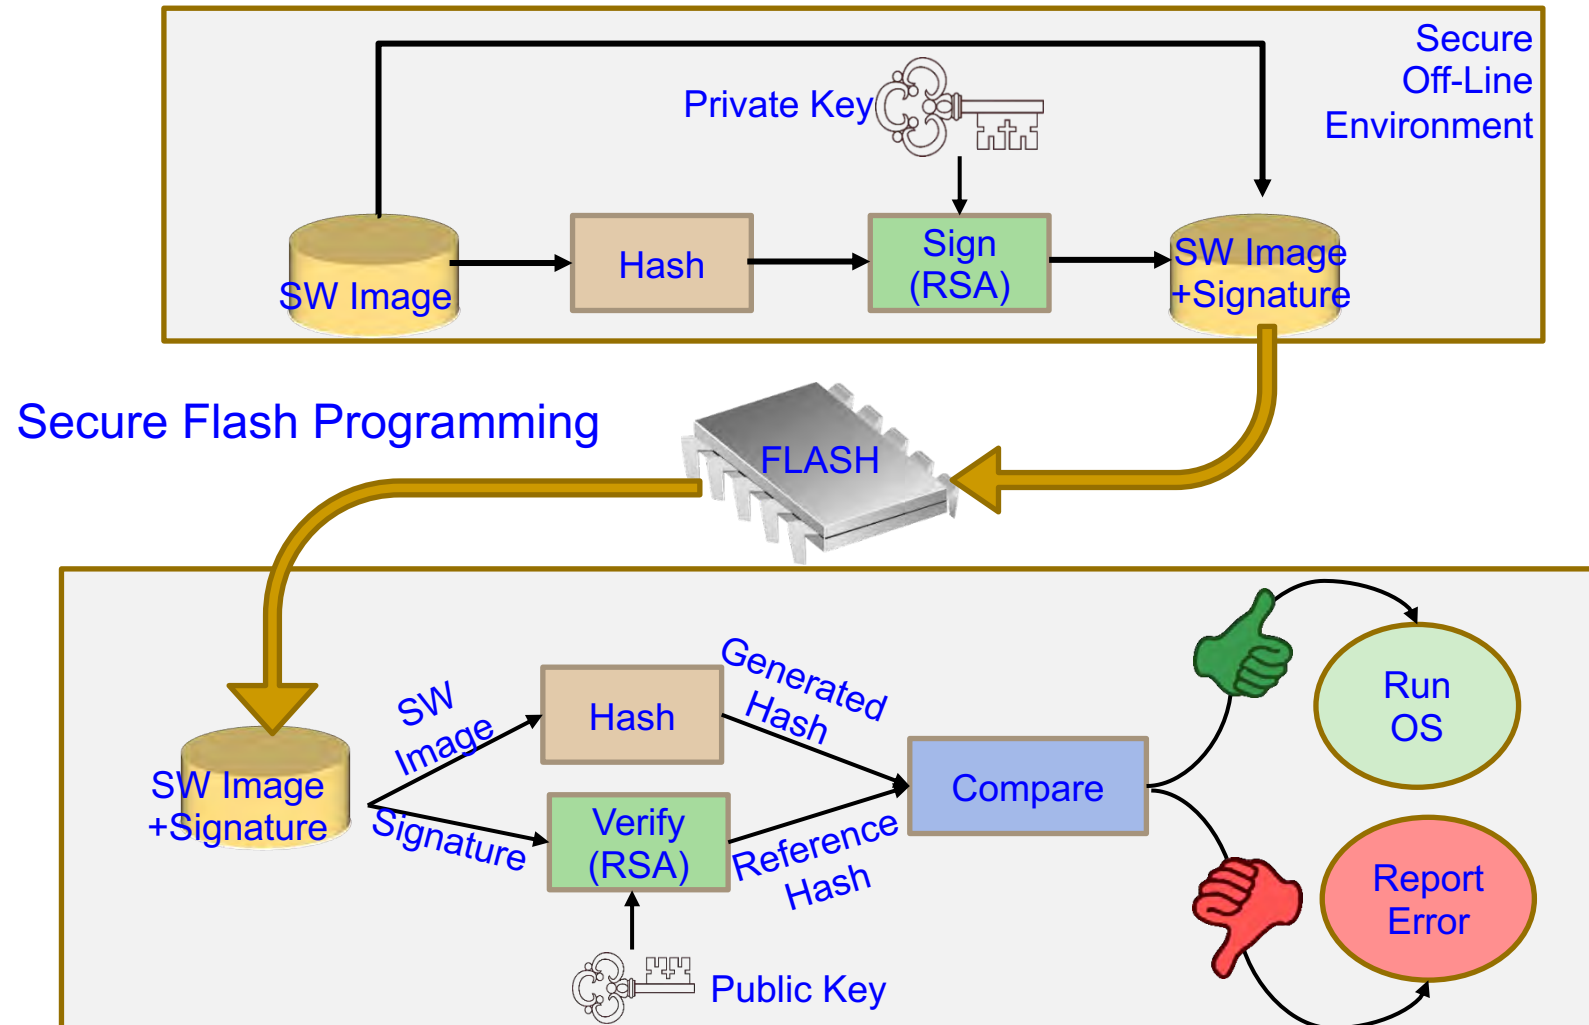 Secure
Off-Line
Environment
Private Key
SW Image
Hash
Sign
(RSA)
SW Image
+Signature
Secure Flash Programming
FLASH
SW Image
+Signature
SW
Image
Signature
Hash
Verify
(RSA)
Public Key
Generated
Hash
Reference
Hash
Compare
Run
OS
Report
Error